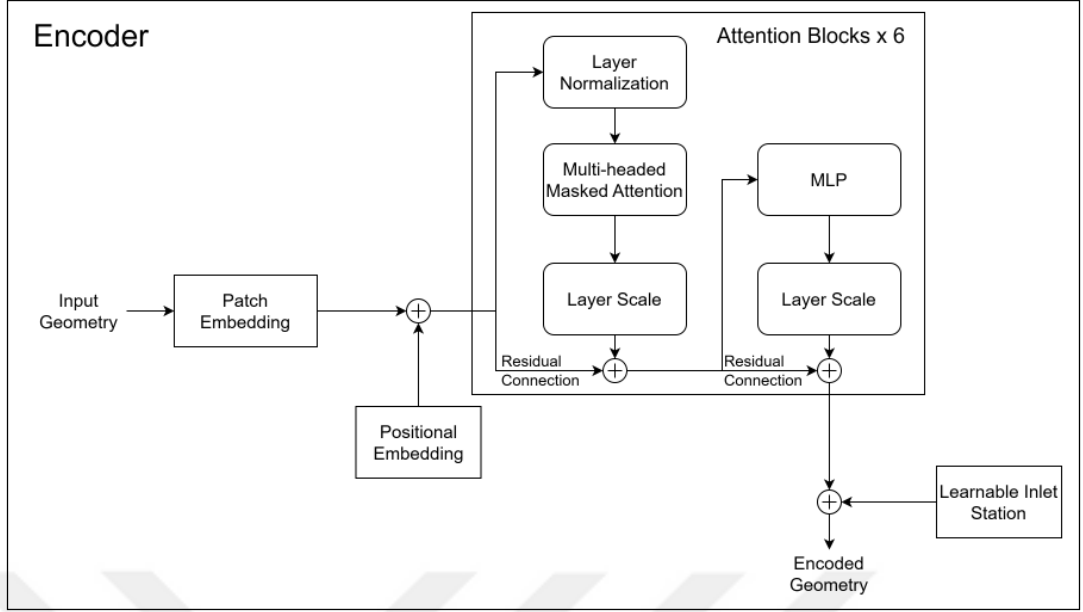 Encoder
Attention Blocks x 6
Layer
Normalization
Multi-headed
Masked Attention
MLP
Layer Scale
Layer Scale
Input
Geometry
Patch
Embedding
Residual
Connection
Residual
Connection
Positional
Embedding
Learnable Inlet
Station
Encoded
Geometry